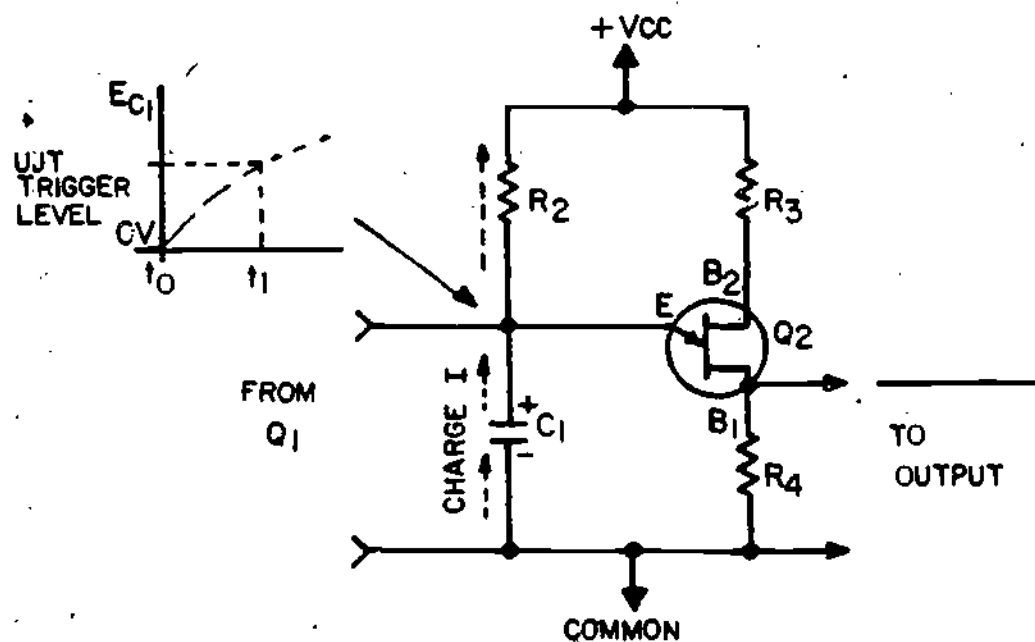 +VCC
EC1
UJT
TRIGGER
LEVEL
OV
t0
t1
R2
R3
B2
E
Q2
FROM
Q1
CHARGE I
+
C1
-
B1
R4
TO
OUTPUT
COMMON